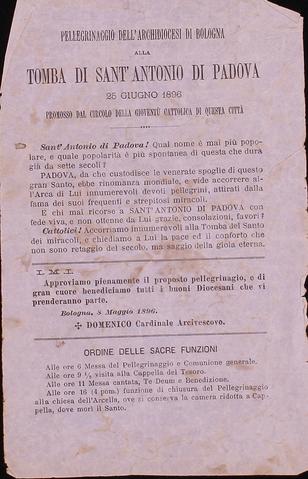 PELLEGRINAGGIO DELL'ARCHIDIOCESI DI BOLOGNA
ALLA
TOMBA DI SANT'ANTONIO DI PADOVA
25 GIUGNO 1896
PROMOSSO DAL CIRCOLO DELLA GIOVENTÙ CATTOLICA DI QUESTA CITTÀ
Sant'Antonio di Padova! Qual nome è mai più popo-
lare, e quale popolarità è più spontanea di questa che dura
già da sette secoli?
PADOVA, da che custodisce le venerate spoglie di questo
gran Santo, ebbe rinomanza mondiale, e vide accorrere al-
l'Arca di Lui innumerevoli devoti pellegrini, attirati dalla
fama dei suoi frequenti e strepitosi miracoli.
E chi mai ricorse a SANT'ANTONIO DI PADOVA con
fede viva, e non ottenne da Lui grazie, consolazioni, favori?
Cattolici! Accorriamo innumerevoli alla Tomba del Santo
dei miracoli, e chiediamo a Lui la pace ed il conforto che
non sono retaggio del secolo, ma saggio della gioia eterna.
I. M. I.
Approviamo pienamente il proposto pellegrinagio, e di
gran cuore benediciamo tutti i buoni Diocesani che vi
prenderanno parte.
Bologna, 8 Maggio 1896.
✠ DOMENICO Cardinale Arcivescovo.
ORDINE DELLE SACRE FUNZIONI
Alle ore 6 Messa del Pellegrinaggio e Comunione generale.
Alle ore 9 ½ visita alla Cappella del Tesoro.
Alle ore 11 Messa cantata, Te Deum e Benedizione.
Alle ore 16 (4 pom.) funzione di chiusura del Pellegrinaggio
alla chiesa dell'Arcella, ove si conserva la camera ridotta a Cap-
pella, dove morì il Santo.